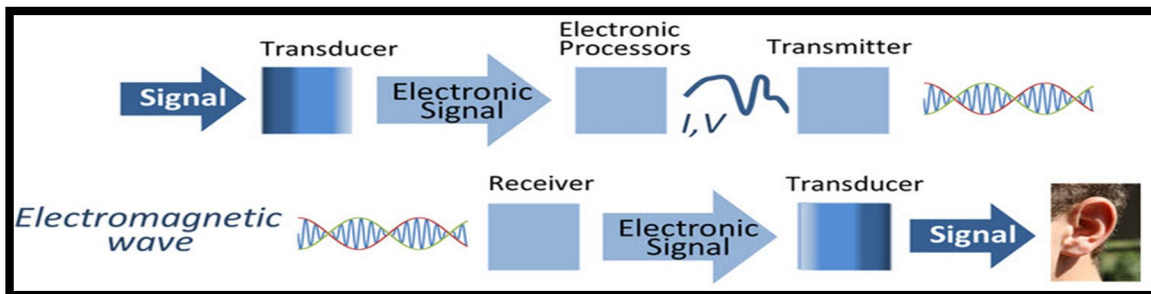 Transducer
Electronic
Processors
Transmitter
Signal
Electronic
Signal
I,V
Receiver
Transducer
Electromagnetic
wave
Electronic
Signal
Signal